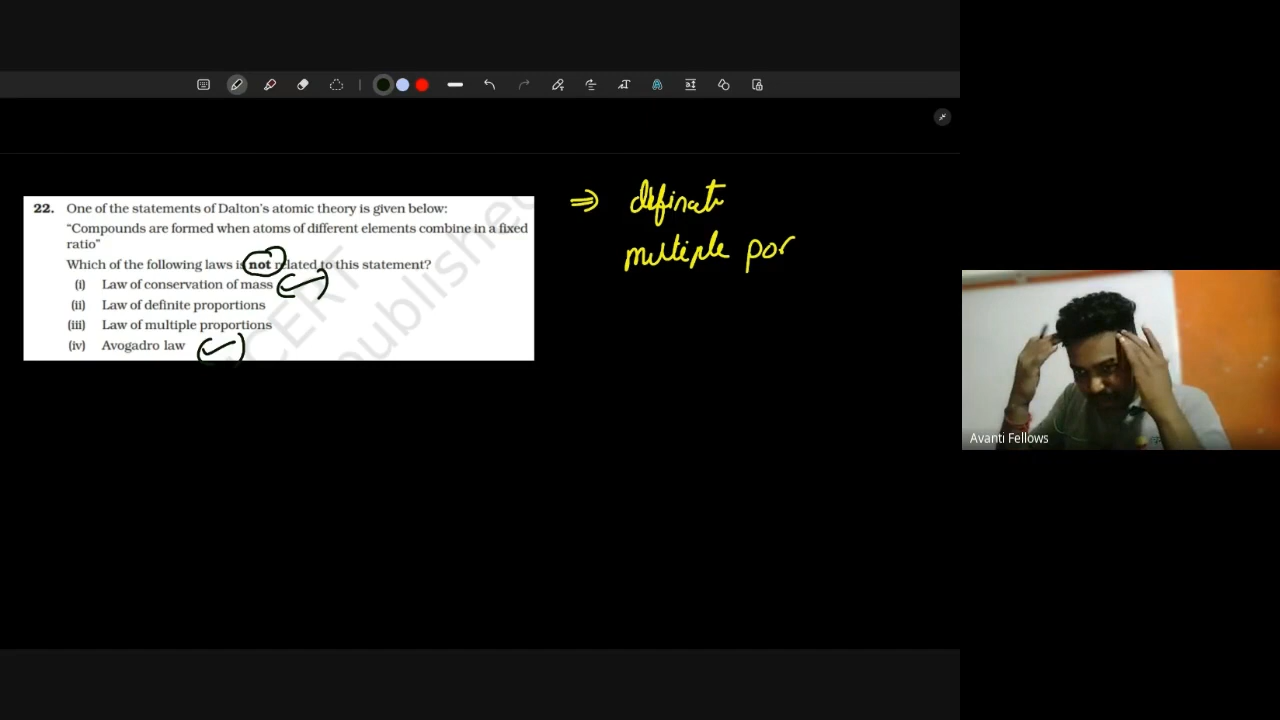 22. One of the statements of Dalton's atomic theory is given below:
"Compounds are formed when atoms of different elements combine in a fixed
ratio"
Which of the following laws is not related to this statement?
(i) Law of conservation of mass
(ii) Law of definite proportions
(iii) Law of multiple proportions
(iv) Avogadro law
⇒ definate
multiple por
Avanti Fellows